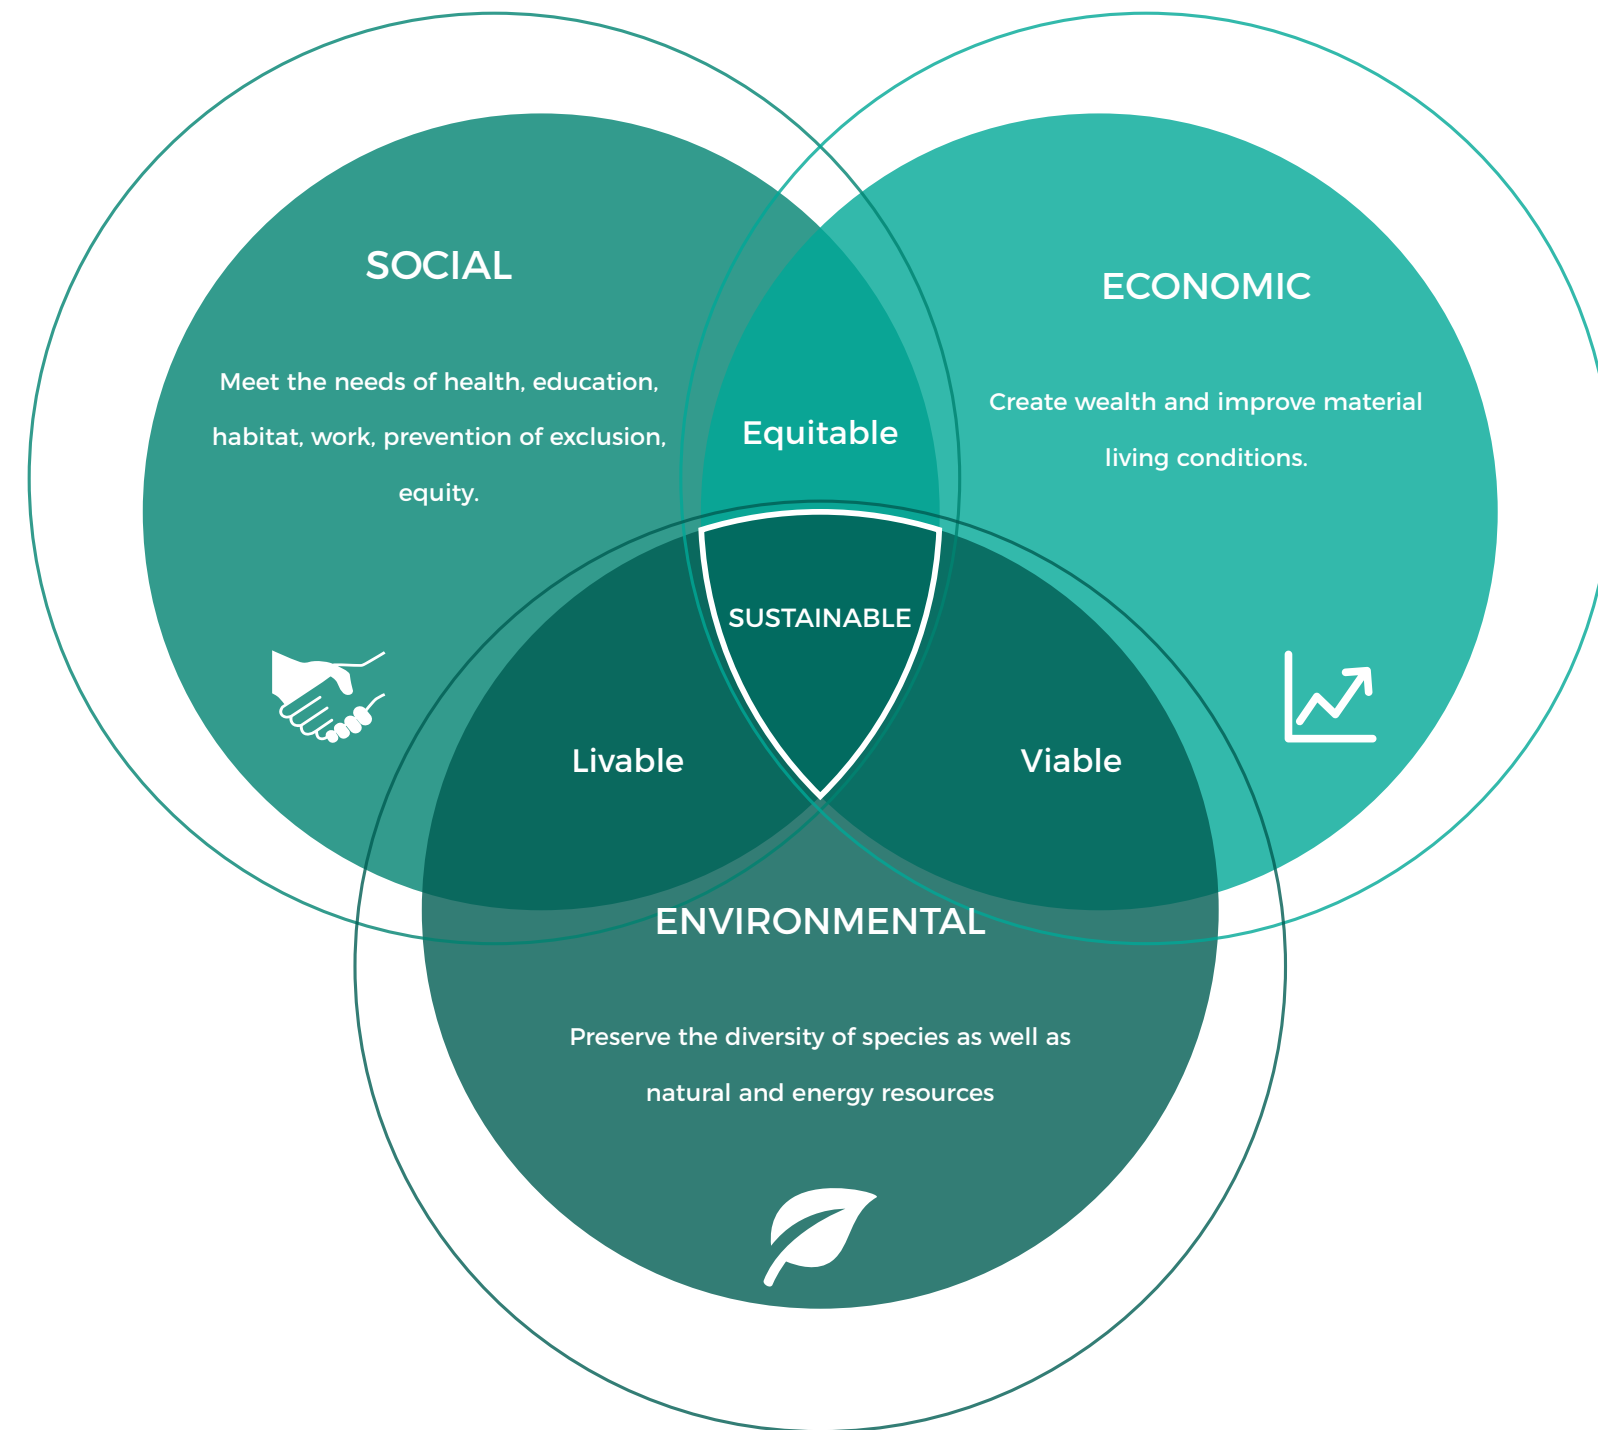 SOCIAL
Meet the needs of health, education,
habitat, work, prevention of exclusion,
equity.
ECONOMIC
Create wealth and improve material
living conditions.
Equitable
SUSTAINABLE
Livable
Viable
ENVIRONMENTAL
Preserve the diversity of species as well as
natural and energy resources